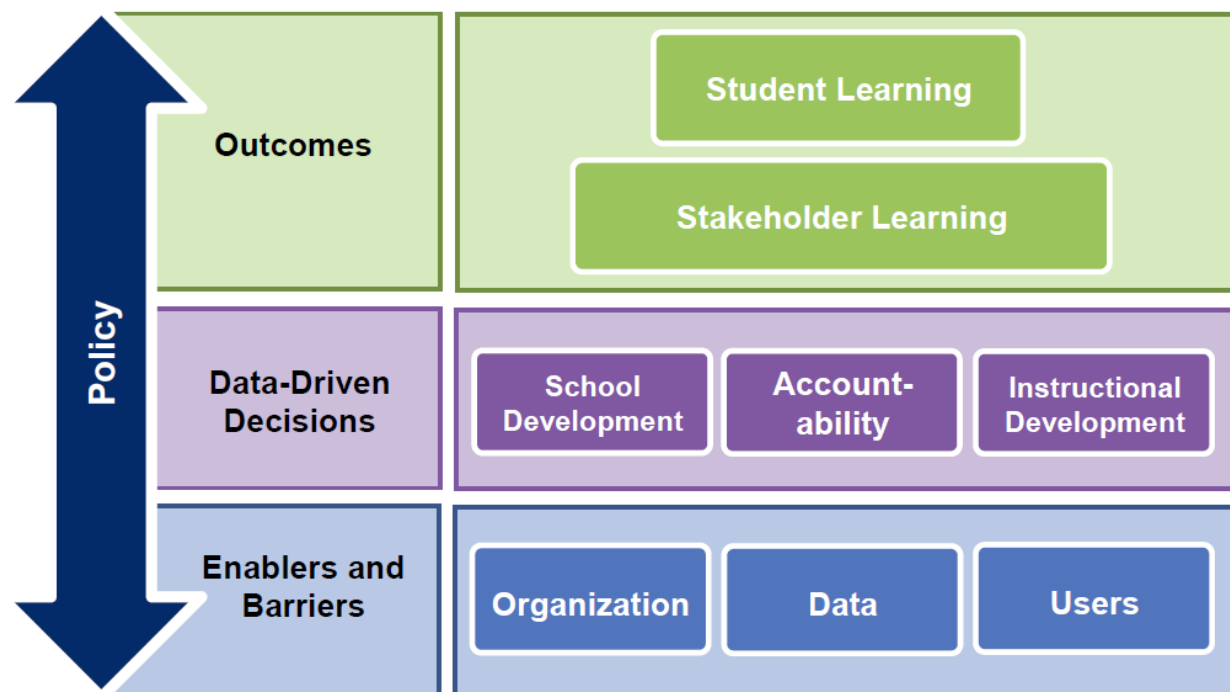 Policy
Outcomes
Student Learning
Stakeholder Learning
Data-Driven
Decisions
School
Development
Account-
ability
Instructional
Development
Enablers and
Barriers
Organization
Data
Users